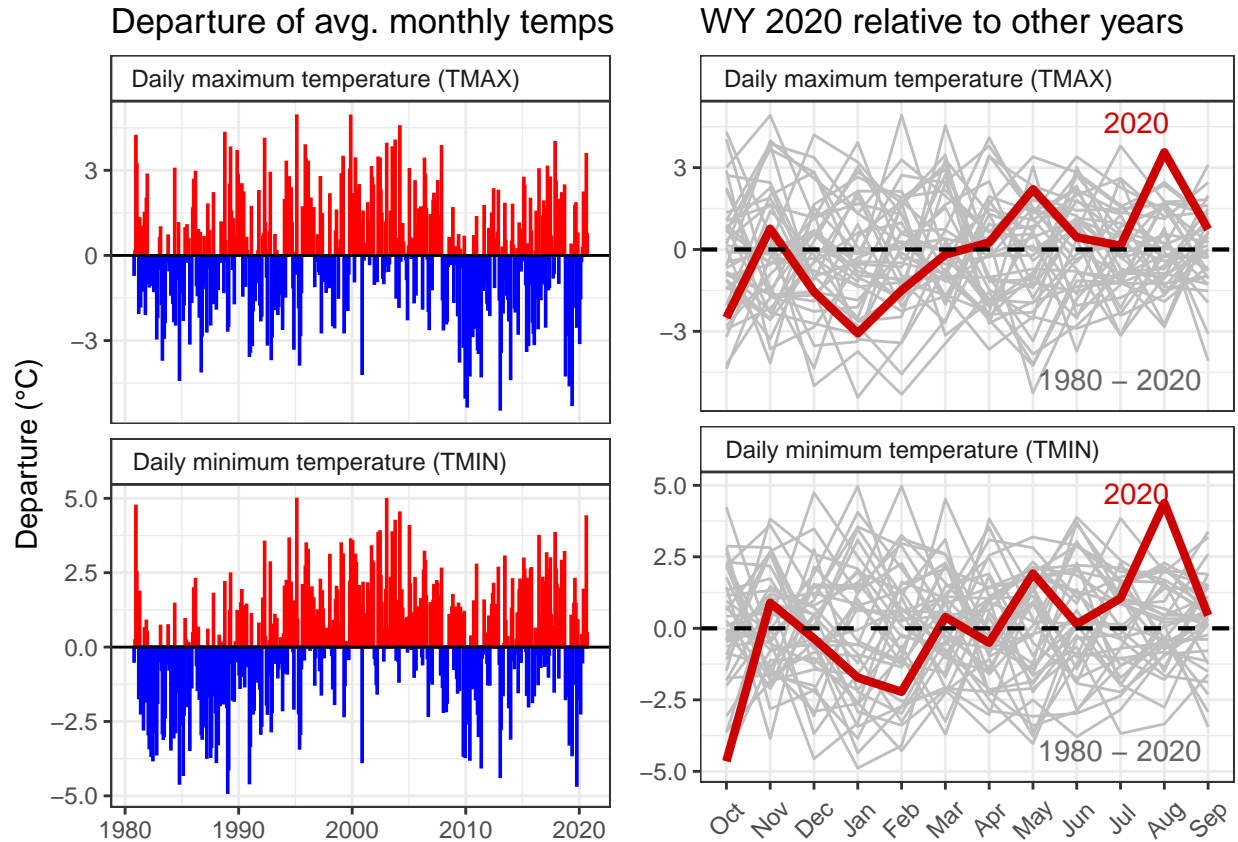 Departure of avg. monthly temps
WY 2020 relative to other years
Daily maximum temperature (TMAX)
Daily maximum temperature (TMAX)
2020
3
0
−3
3
0
−3
1980 − 2020
Departure (°C)
Daily minimum temperature (TMIN)
Daily minimum temperature (TMIN)
2020
5.0
2.5
0.0
−2.5
−5.0
5.0
2.5
0.0
−2.5
−5.0
1980 − 2020
1980
1990
2000
2010
2020
Oct
Nov
Dec
Jan
Feb
Mar
Apr
May
Jun
Jul
Aug
Sep